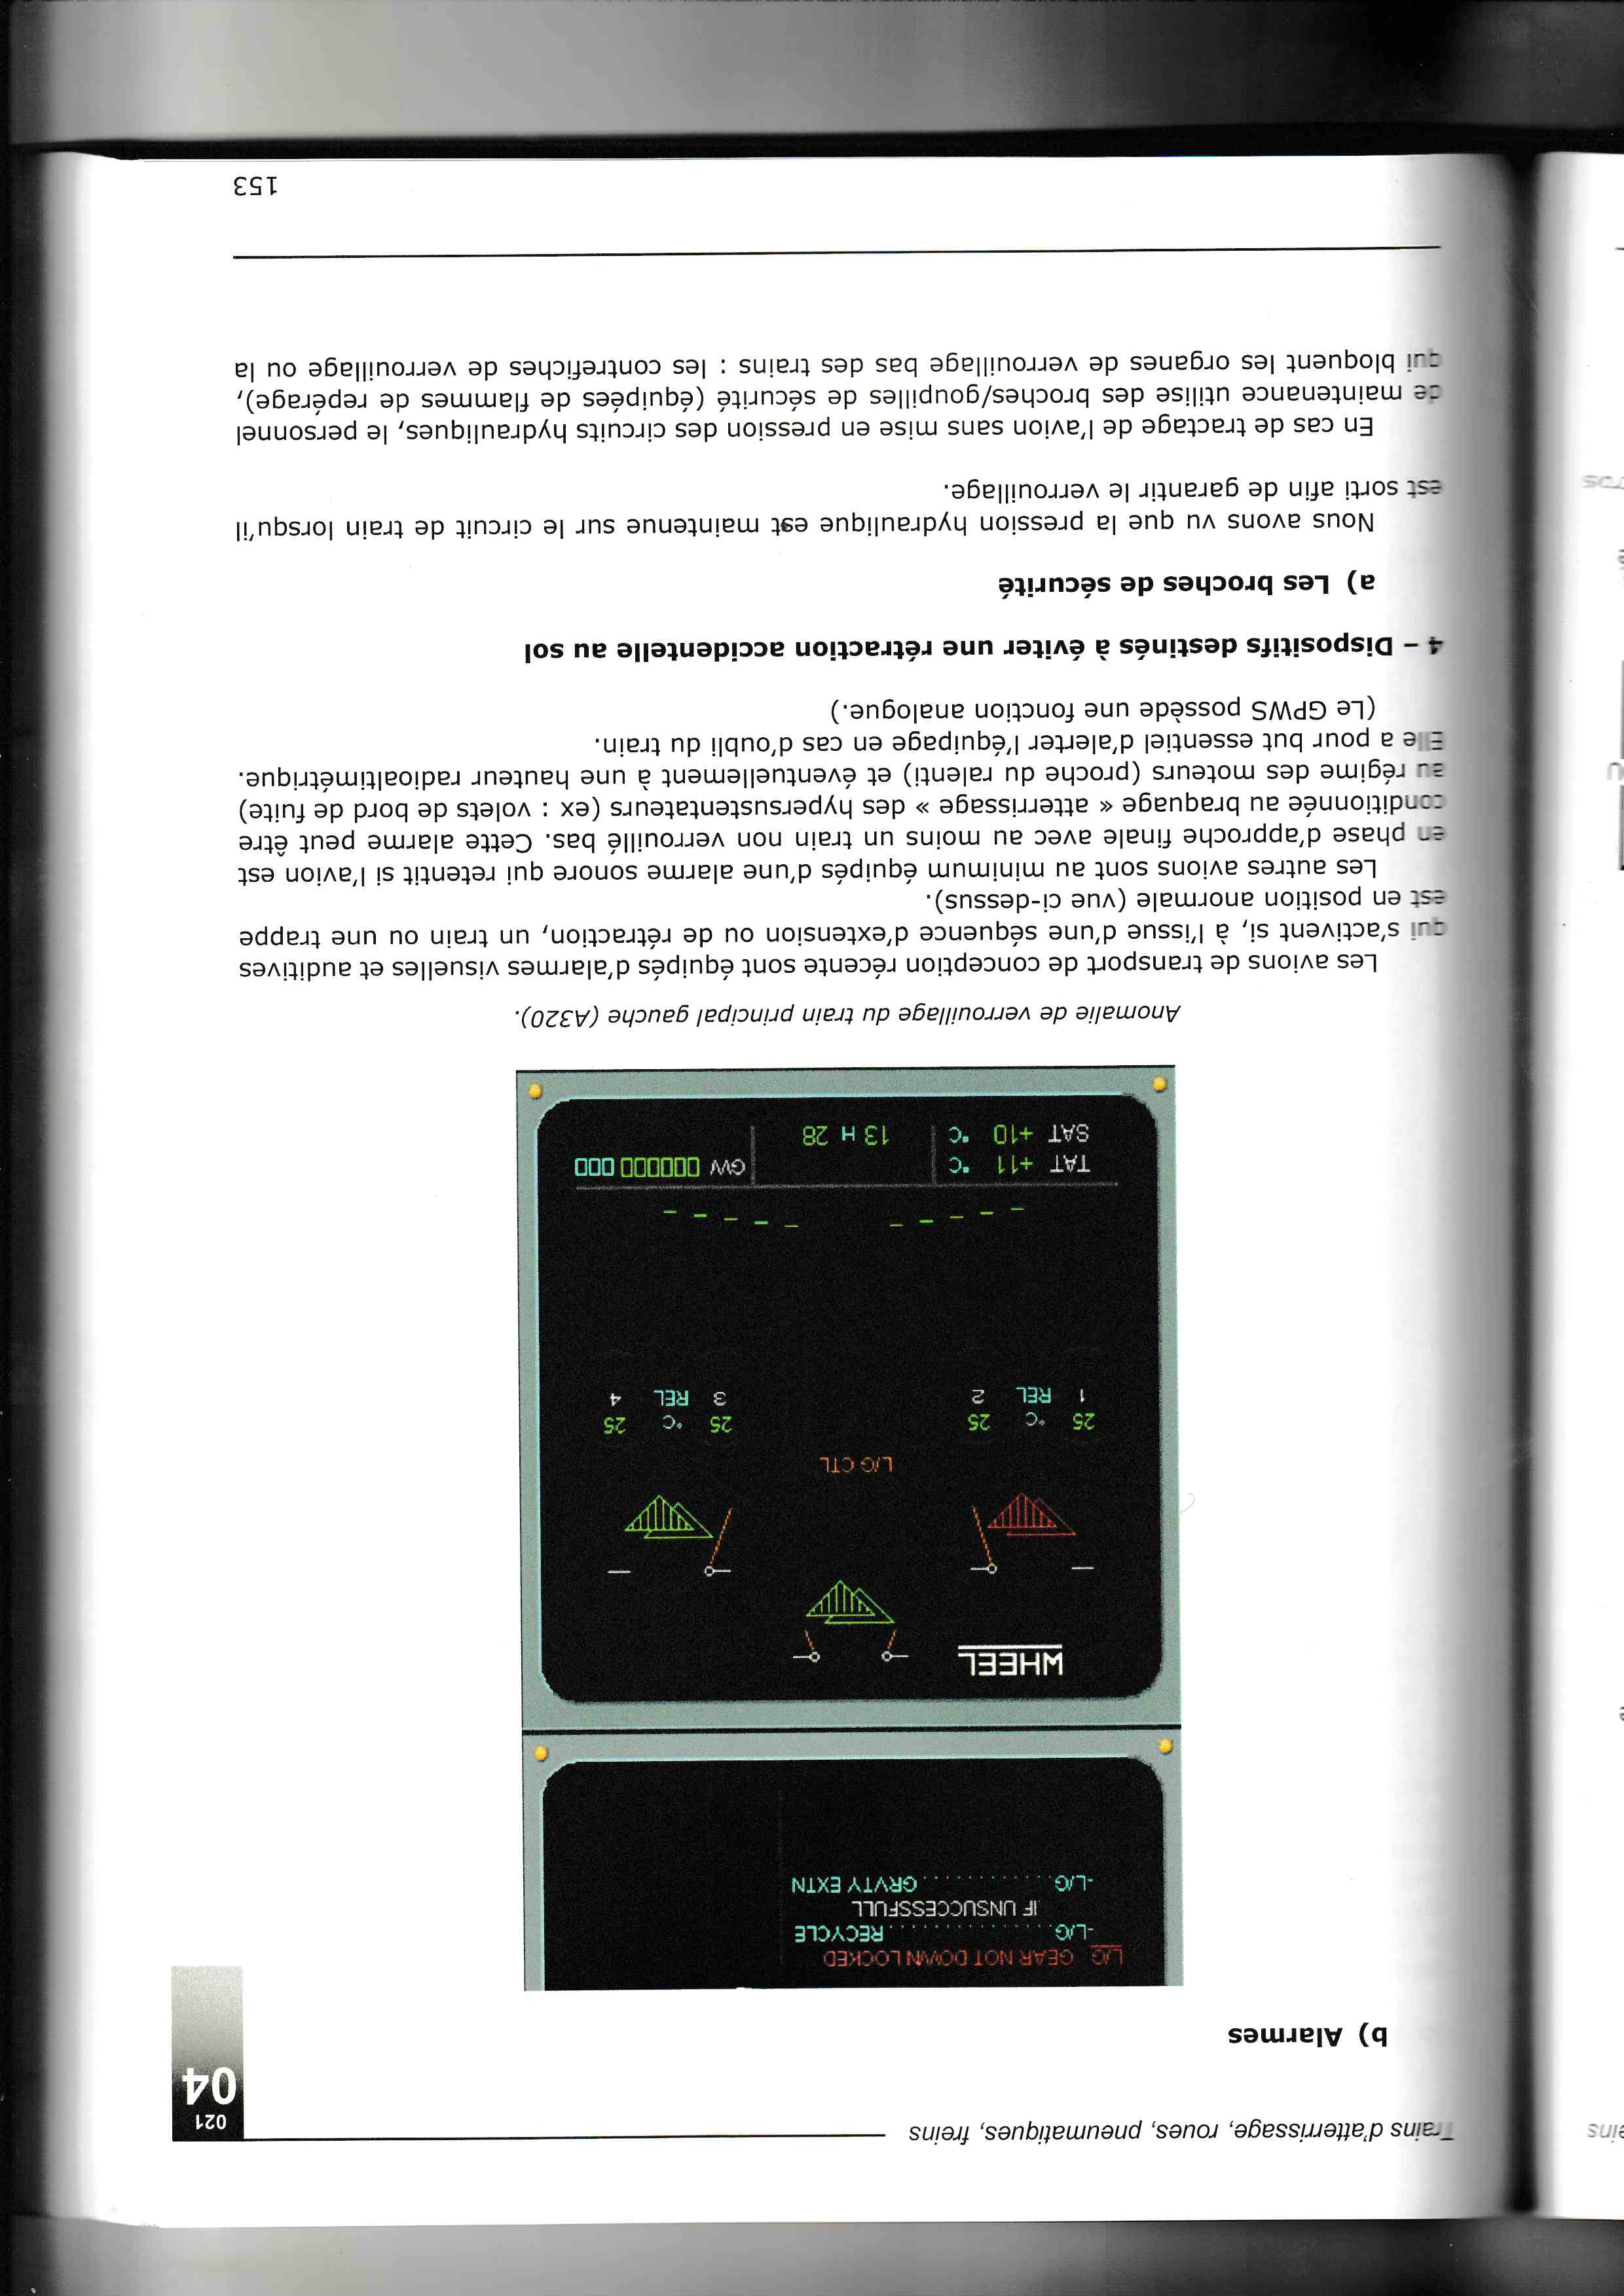 Trains d'atterrissage, roues, pneumatiques, freins
021
04
b) Alarmes
L/G GEAR NOT DOWN LOCKED
-L/G..............RECYCLE
.IF UNSUCCESSFULL
-L/G............GRVTY EXTN
WHEEL
L/G CTL
25 °C 25 25 °C 25
1 REL 2 3 REL 4
TAT +11 °C GW 000000 000
SAT +10 °C 13 H 28
Anomalie de verrouillage du train principal gauche (A320).
Les avions de transport de conception récente sont équipés d'alarmes visuelles et auditives
qui s'activent si, à l'issue d'une séquence d'extension ou de rétraction, un train ou une trappe
est en position anormale (vue ci-dessus).
Les autres avions sont au minimum équipés d'une alarme sonore qui retentit si l'avion est
en phase d'approche finale avec au moins un train non verrouillé bas. Cette alarme peut être
conditionnée au braquage « atterrissage » des hypersustentateurs (ex : volets de bord de fuite)
au régime des moteurs (proche du ralenti) et éventuellement à une hauteur radioaltimétrique.
Elle a pour but essentiel d'alerter l'équipage en cas d'oubli du train.
(Le GPWS possède une fonction analogue.)
4 – Dispositifs destinés à éviter une rétraction accidentelle au sol
a) Les broches de sécurité
Nous avons vu que la pression hydraulique est maintenue sur le circuit de train lorsqu'il
est sorti afin de garantir le verrouillage.
En cas de tractage de l'avion sans mise en pression des circuits hydrauliques, le personnel
de maintenance utilise des broches/goupilles de sécurité (équipées de flammes de repérage),
qui bloquent les organes de verrouillage bas des trains : les contrefiches de verrouillage ou la
153